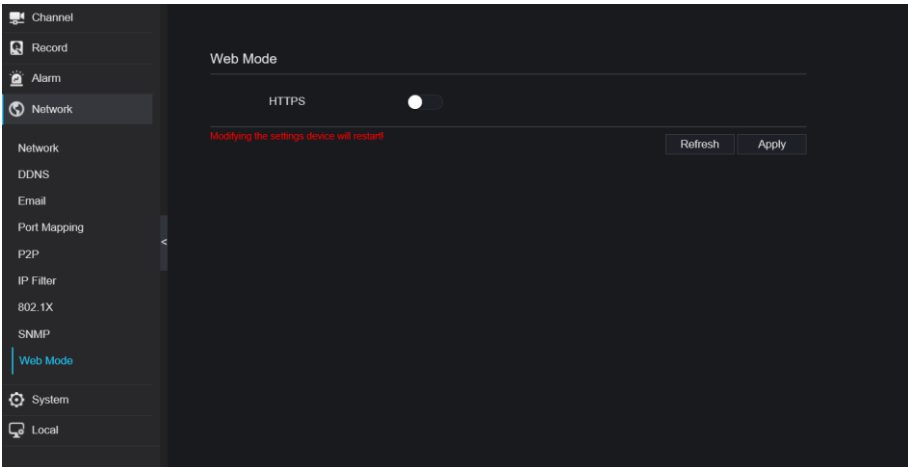 Channel
Record
Alarm
Network
Network
DDNS
Email
Port Mapping
P2P
IP Filter
802.1X
SNMP
Web Mode
System
Local
<
Web Mode
HTTPS
Modifying the settings device will restart!
Refresh Apply